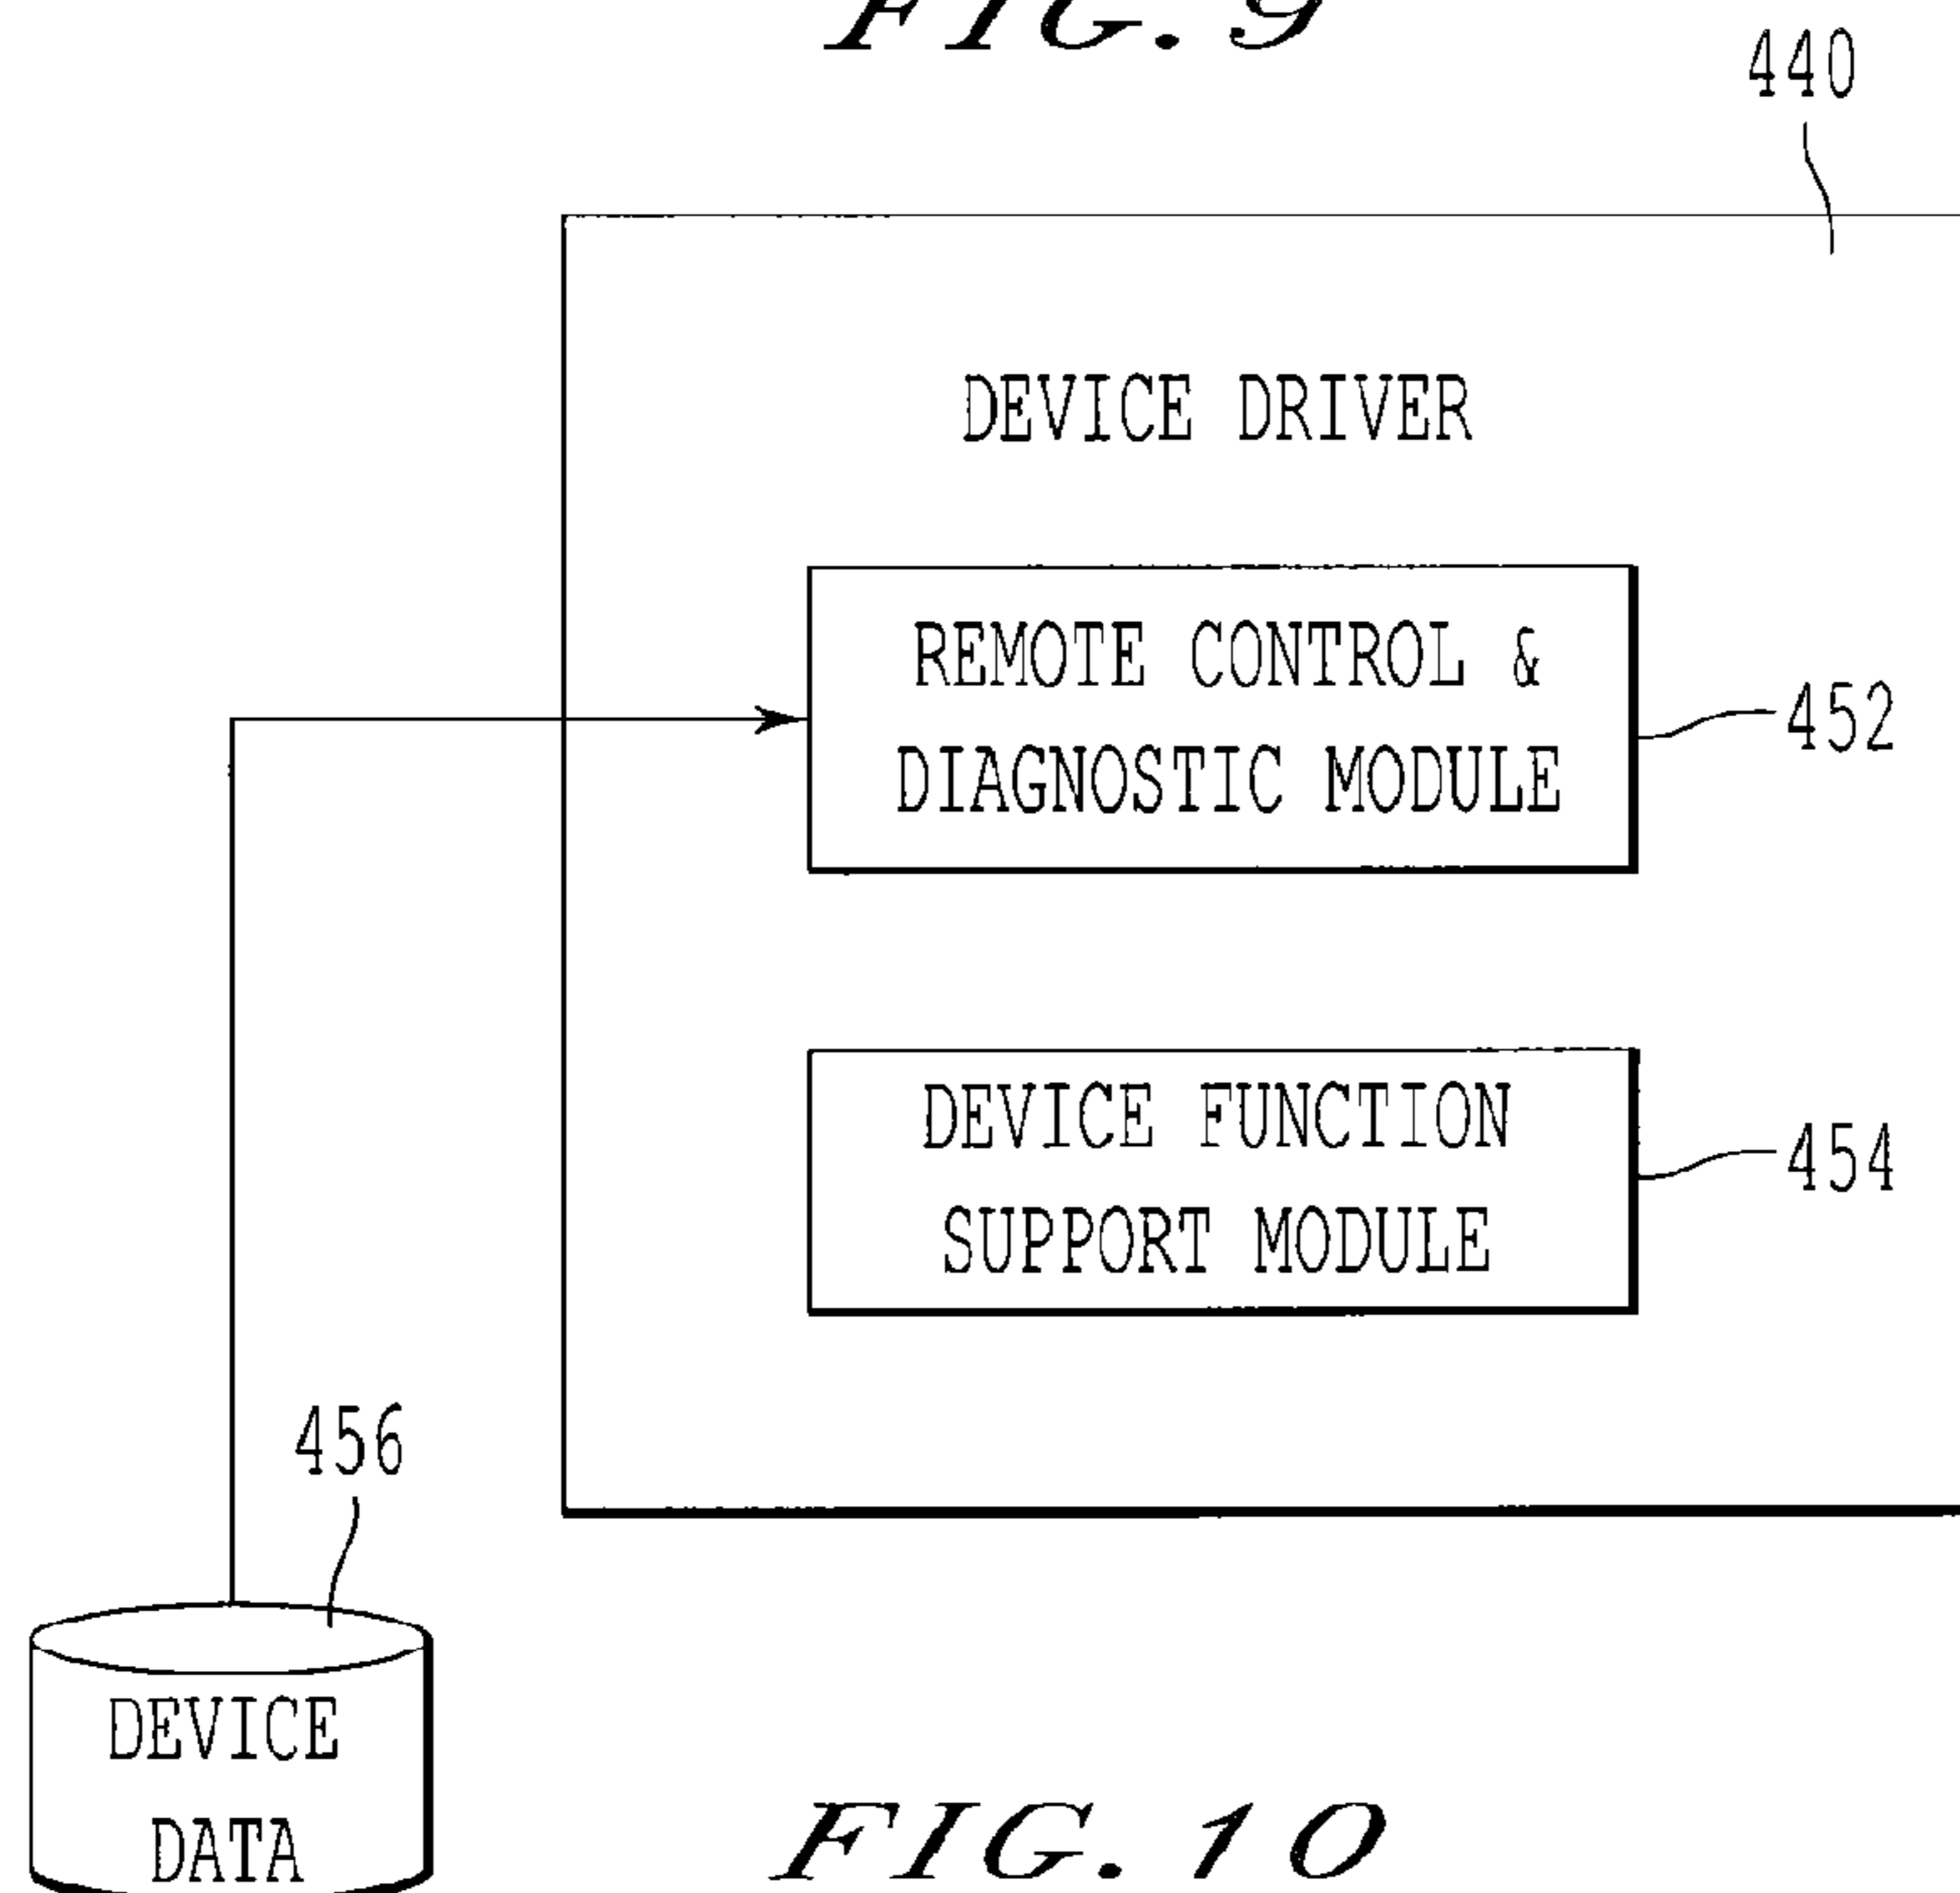 FIG. 9
440
DEVICE DRIVER
REMOTE CONTROL &
DIAGNOSTIC MODULE
452
DEVICE FUNCTION
SUPPORT MODULE
454
456
DEVICE
DATA
FIG. 10